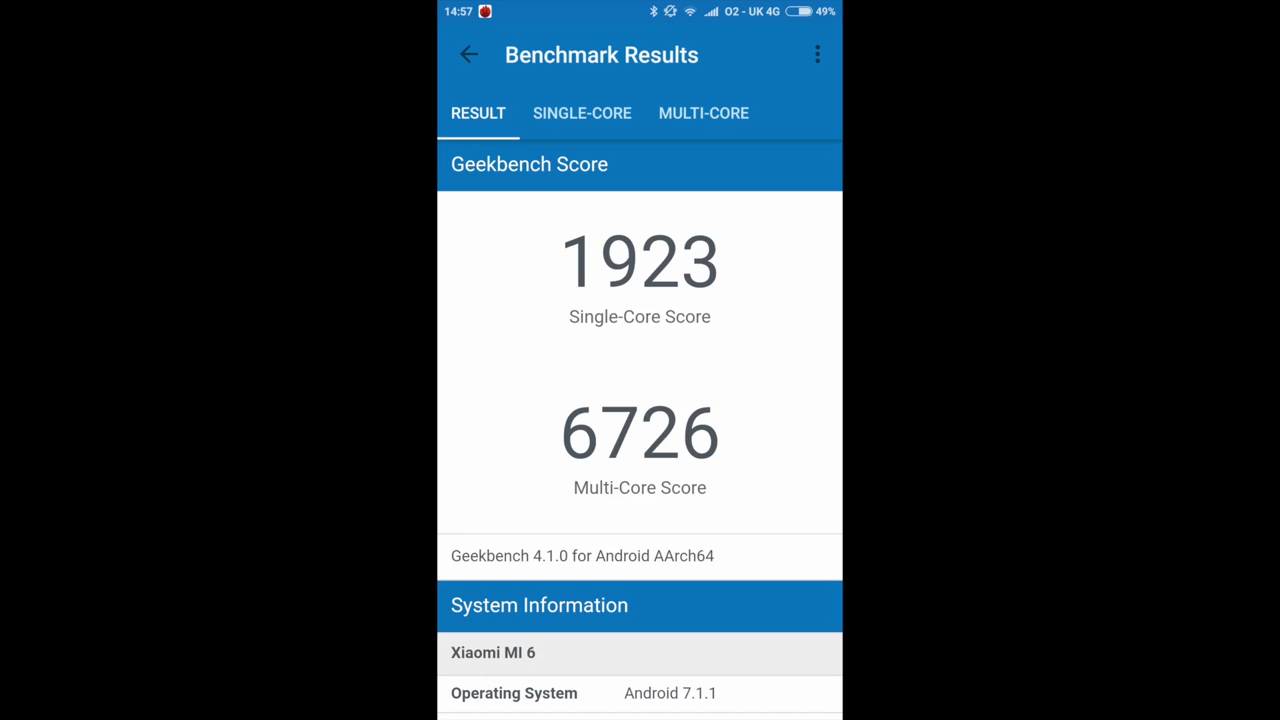 14:57 O2 - UK 4G 49%
Benchmark Results
RESULT SINGLE-CORE MULTI-CORE
Geekbench Score
1923
Single-Core Score
6726
Multi-Core Score
Geekbench 4.1.0 for Android AArch64
System Information
Xiaomi MI 6
Operating System Android 7.1.1